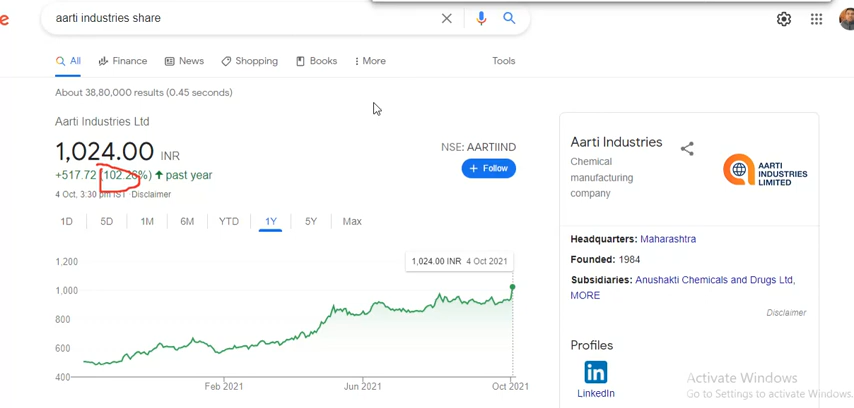 e
aarti industries share
All Finance News Shopping Books More Tools
About 38,80,000 results (0.45 seconds)
Aarti Industries Ltd
1,024.00 INR
+517.72 (102.26%) past year
4 Oct, 3:30 pm IST · Disclaimer
NSE: AARTIIND
+ Follow
1D 5D 1M 6M YTD 1Y 5Y Max
1,024.00 INR 4 Oct 2021
1,200
1,000
800
600
400
Feb 2021 Jun 2021 Oct 2021
Aarti Industries
Chemical
manufacturing
company
AARTI
INDUSTRIES
LIMITED
Headquarters: Maharashtra
Founded: 1984
Subsidiaries: Anushakti Chemicals and Drugs Ltd,
MORE
Disclaimer
Profiles
in
LinkedIn
Activate Windows
Go to Settings to activate Windows.